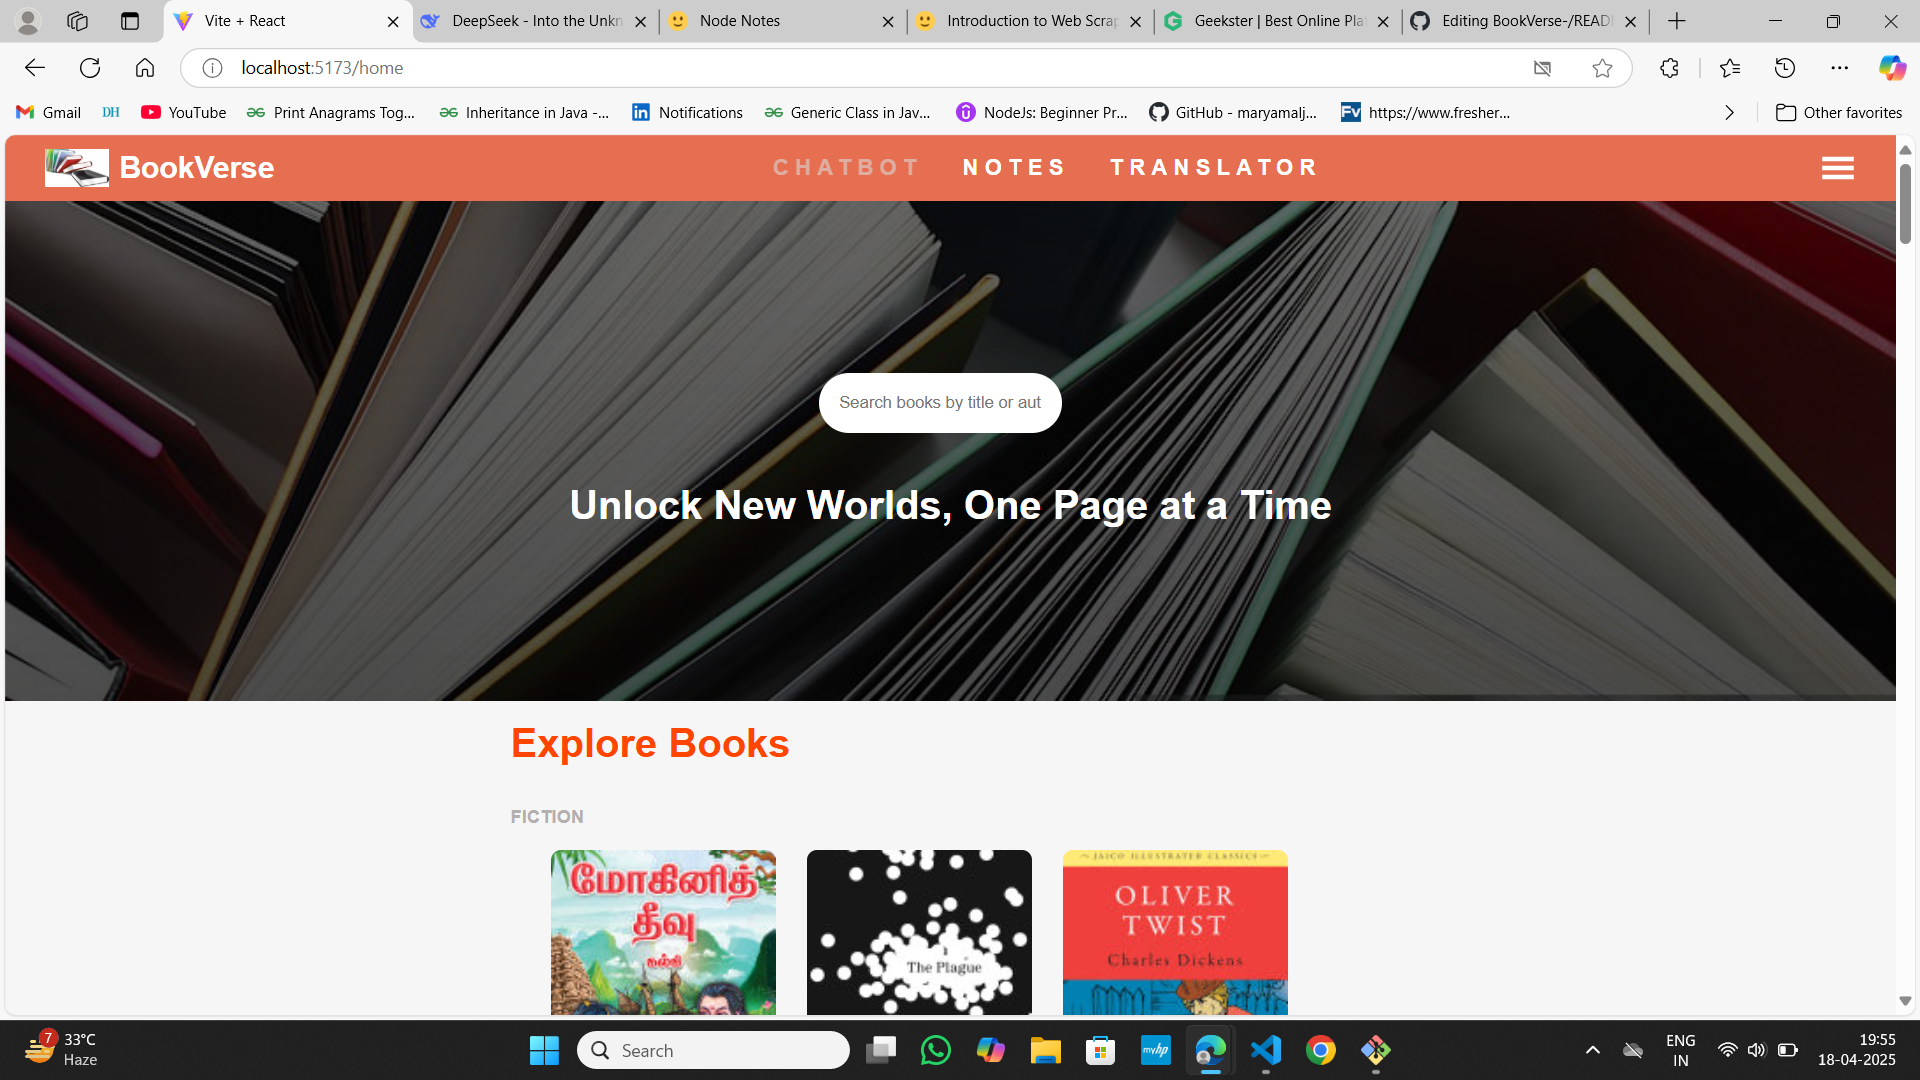 Vite + React
DeepSeek - Into the Unkn
Node Notes
Introduction to Web Scrap
Geekster | Best Online Pla
Editing BookVerse-/READ
localhost:5173/home
Gmail
DH
YouTube
Print Anagrams Tog...
Inheritance in Java -...
Notifications
Generic Class in Jav...
NodeJs: Beginner Pr...
GitHub - maryamalj...
https://www.fresher...
Other favorites
BookVerse
CHATBOT
NOTES
TRANSLATOR
Search books by title or aut
Unlock New Worlds, One Page at a Time
Explore Books
FICTION
மோகினித்
தீவு
கல்கி
The Plague
JAICO ILLUSTRATED CLASSICS
OLIVER
TWIST
Charles Dickens
7
33°C
Haze
Search
myhp
ENG
IN
19:55
18-04-2025